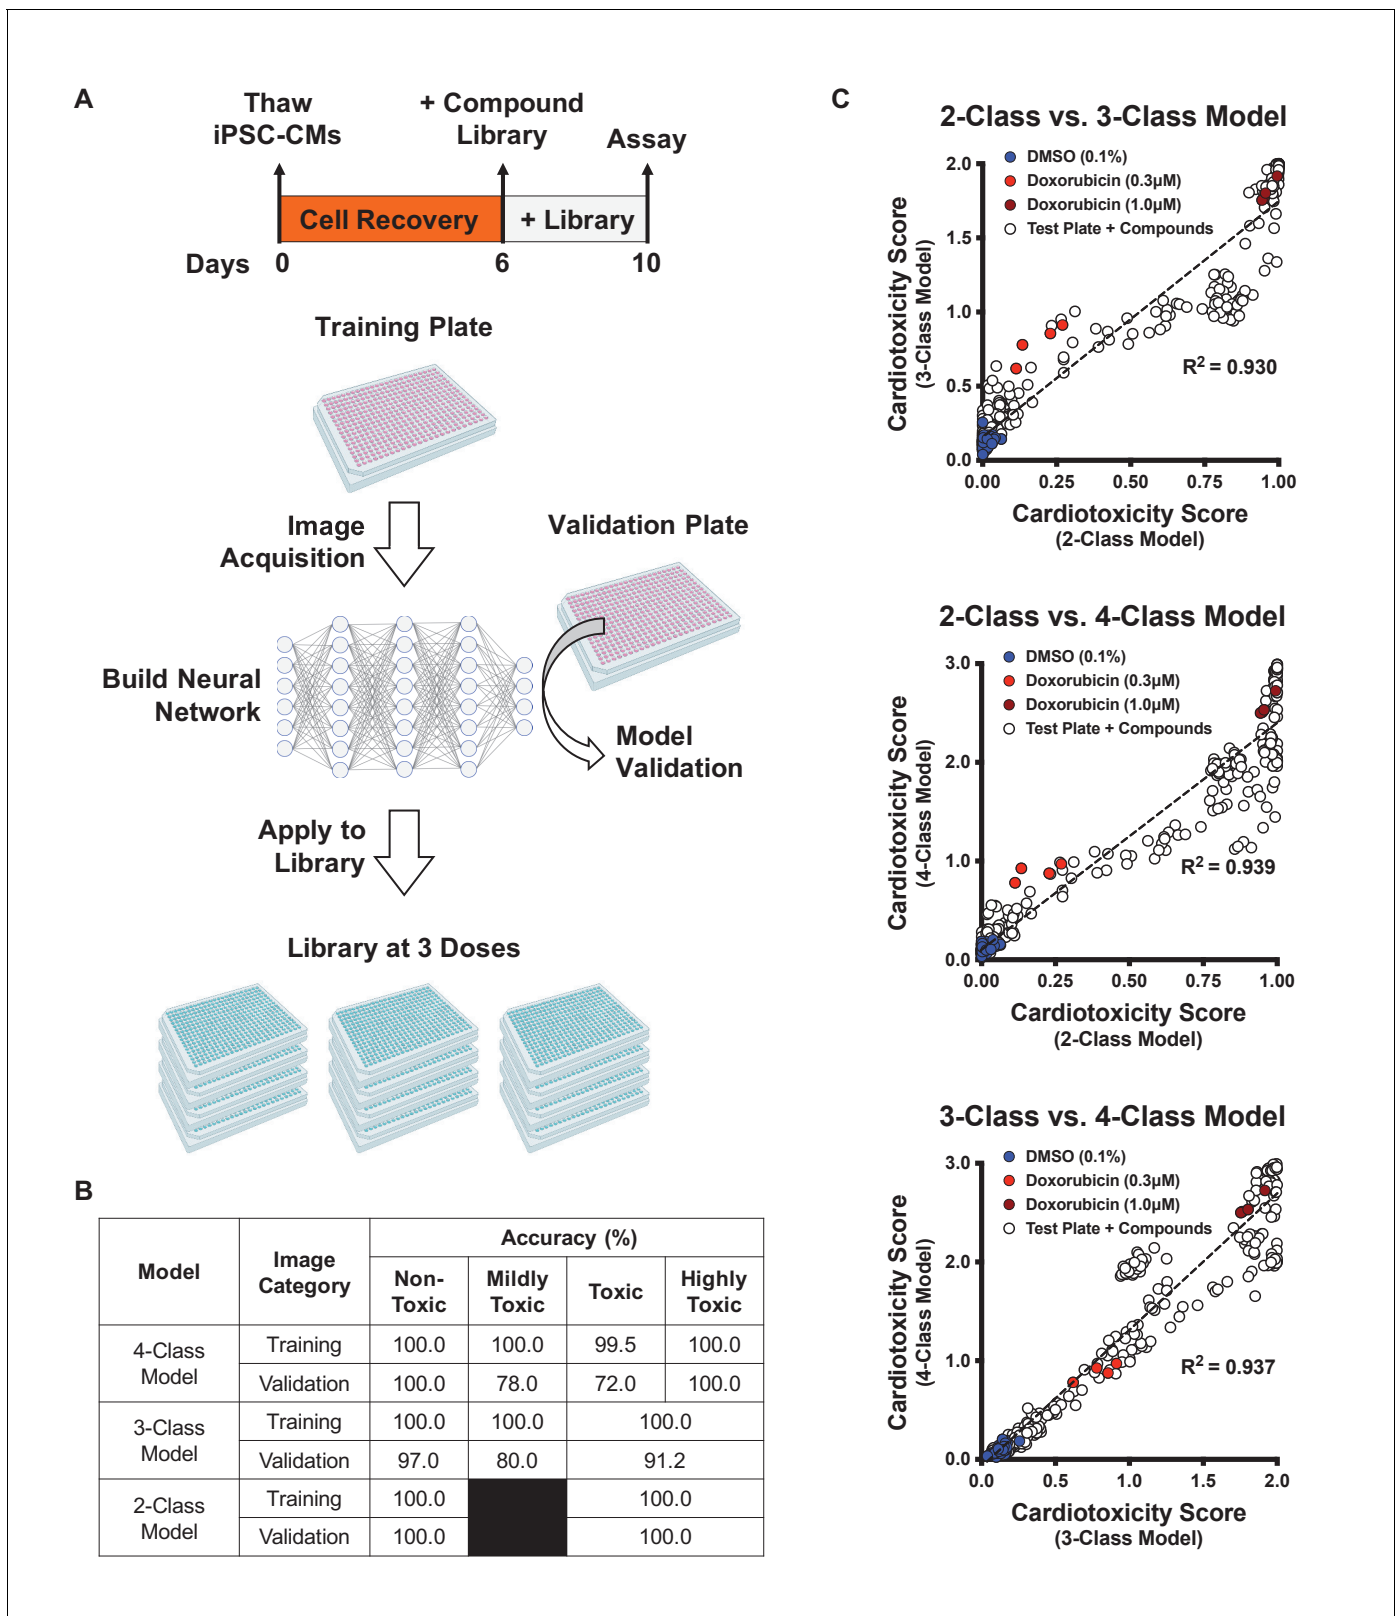 A
Thaw
iPSC-CMs
+ Compound
Library
Assay
Cell Recovery
+ Library
Days 0 6 10
Training Plate
Image
Acquisition
Validation Plate
Build Neural
Network
Model
Validation
Apply to
Library
Library at 3 Doses
B
Model
Image
Category
Accuracy (%)
Non-
Toxic
Mildly
Toxic
Toxic
Highly
Toxic
4-Class
Model
Training 100.0 100.0 99.5 100.0
Validation 100.0 78.0 72.0 100.0
3-Class
Model
Training 100.0 100.0 100.0
Validation 97.0 80.0 91.2
2-Class
Model
Training 100.0 100.0
Validation 100.0 100.0
C
2-Class vs. 3-Class Model
DMSO (0.1%)
Doxorubicin (0.3µM)
Doxorubicin (1.0µM)
Test Plate + Compounds
Cardiotoxicity Score
(3-Class Model)
2.0
1.5
1.0
0.5
0.0
R² = 0.930
0.00 0.25 0.50 0.75 1.00
Cardiotoxicity Score
(2-Class Model)
2-Class vs. 4-Class Model
DMSO (0.1%)
Doxorubicin (0.3µM)
Doxorubicin (1.0µM)
Test Plate + Compounds
Cardiotoxicity Score
(4-Class Model)
3.0
2.0
1.0
0.0
R² = 0.939
0.00 0.25 0.50 0.75 1.00
Cardiotoxicity Score
(2-Class Model)
3-Class vs. 4-Class Model
DMSO (0.1%)
Doxorubicin (0.3µM)
Doxorubicin (1.0µM)
Test Plate + Compounds
Cardiotoxicity Score
(4-Class Model)
3.0
2.0
1.0
0.0
R² = 0.937
0.0 0.5 1.0 1.5 2.0
Cardiotoxicity Score
(3-Class Model)